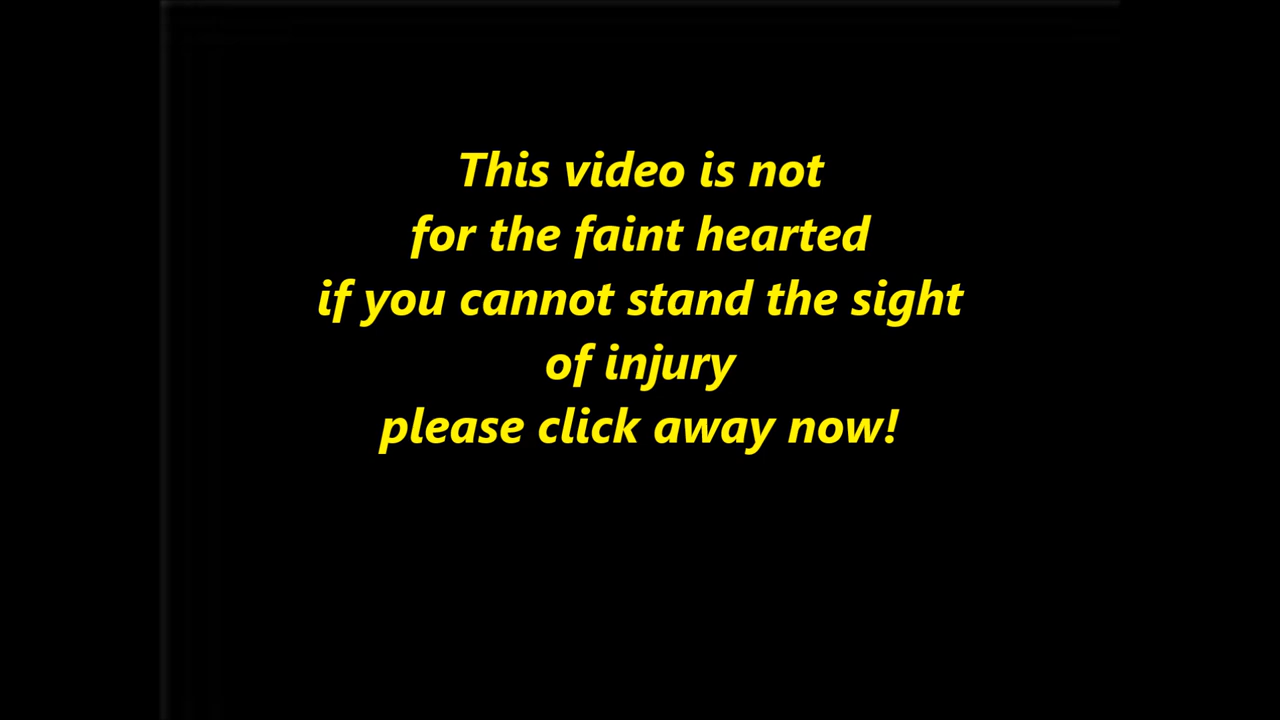 This video is not
for the faint hearted
if you cannot stand the sight
of injury
please click away now!